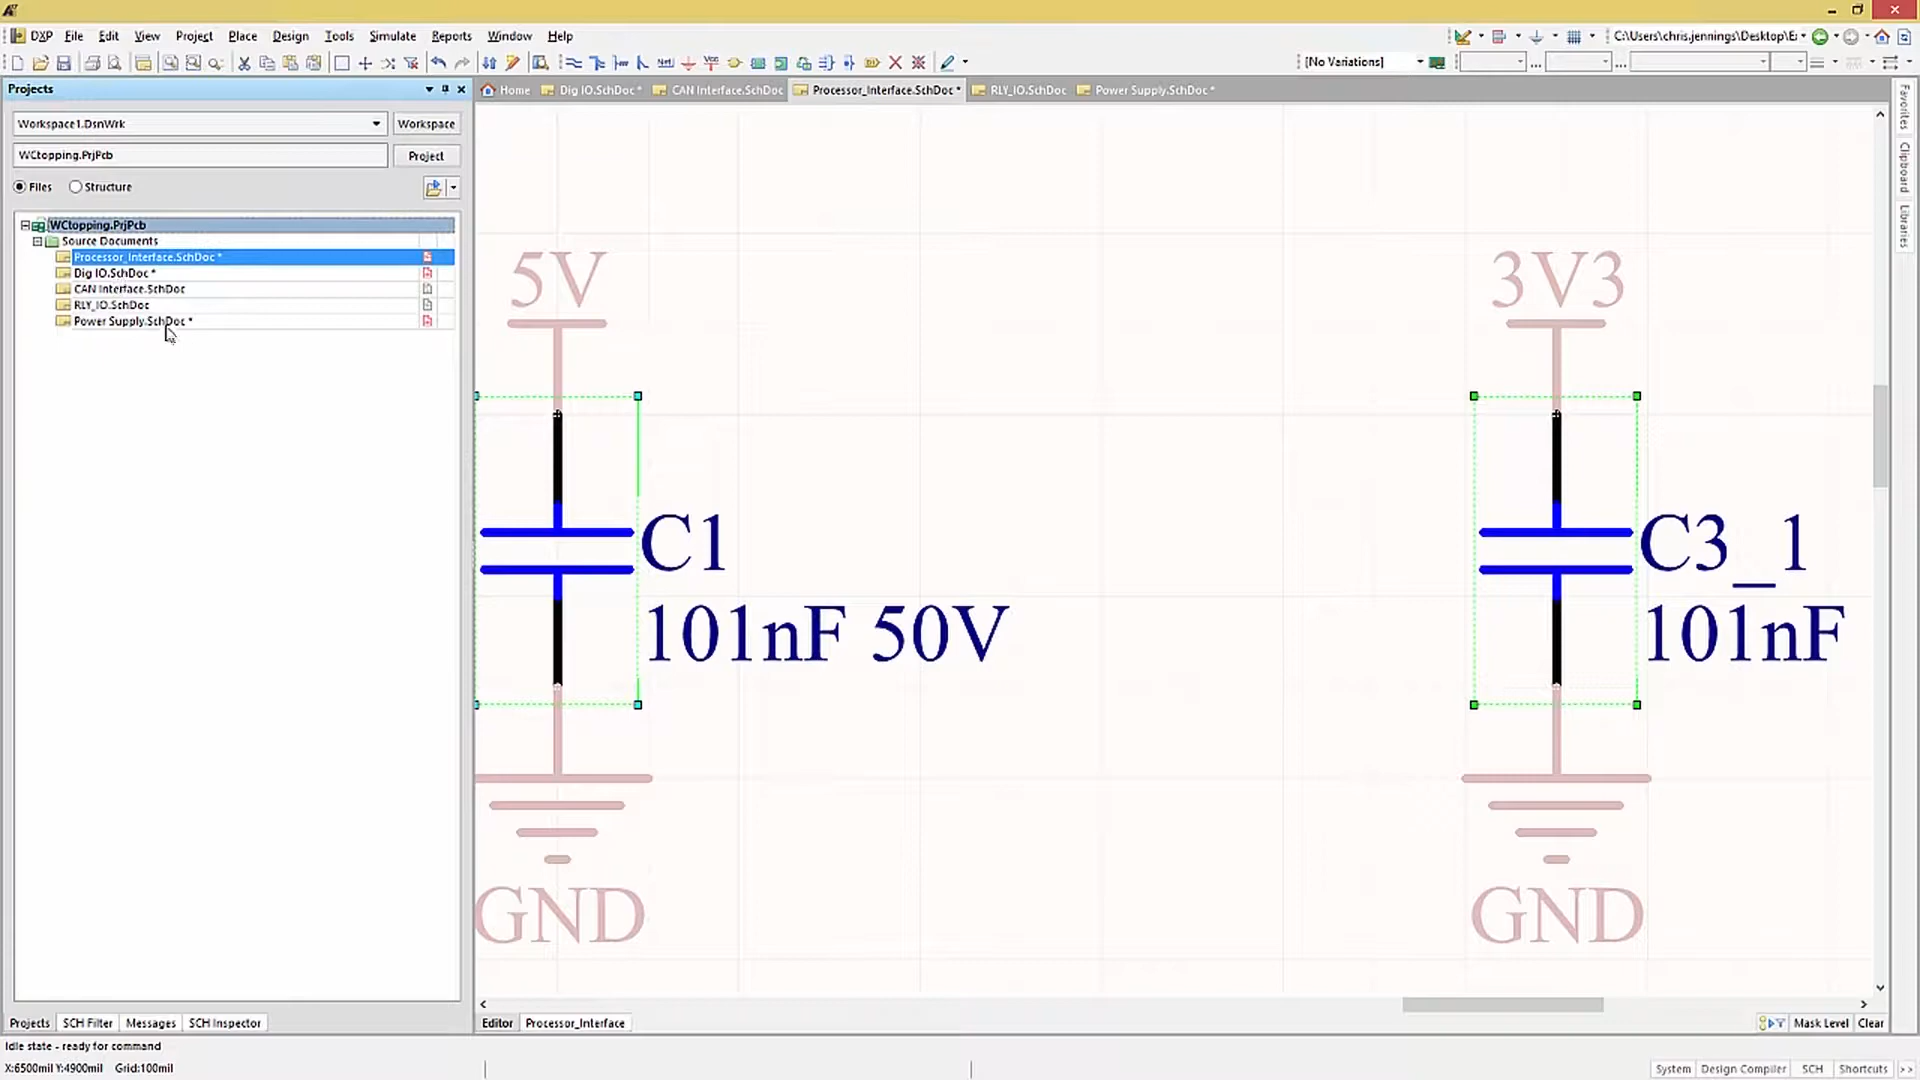 DXP File Edit View Project Place Design Tools Simulate Reports Window Help
C:\Users\chris.jennings\Desktop\E
[No Variations]
...
...
Projects
Home Dig IO.SchDoc * CAN Interface.SchDoc Processor_Interface.SchDoc * RLY_IO.SchDoc Power Supply.SchDoc *
Favorites
Clipboard
Libraries
Workspace1.DsnWrk Workspace
WCtopping.PrjPcb Project
Files Structure
WCtopping.PrjPcb
Source Documents
Processor_Interface.SchDoc *
Dig IO.SchDoc *
CAN Interface.SchDoc
RLY_IO.SchDoc
Power Supply.SchDoc *
5V
3V3
C1
101nF 50V
C3_1
101nF
GND
GND
Projects SCH Filter Messages SCH Inspector
Editor Processor_Interface
Mask Level Clear
Idle state - ready for command
X:6500mil Y:4900mil Grid:100mil
System Design Compiler SCH Shortcuts >>